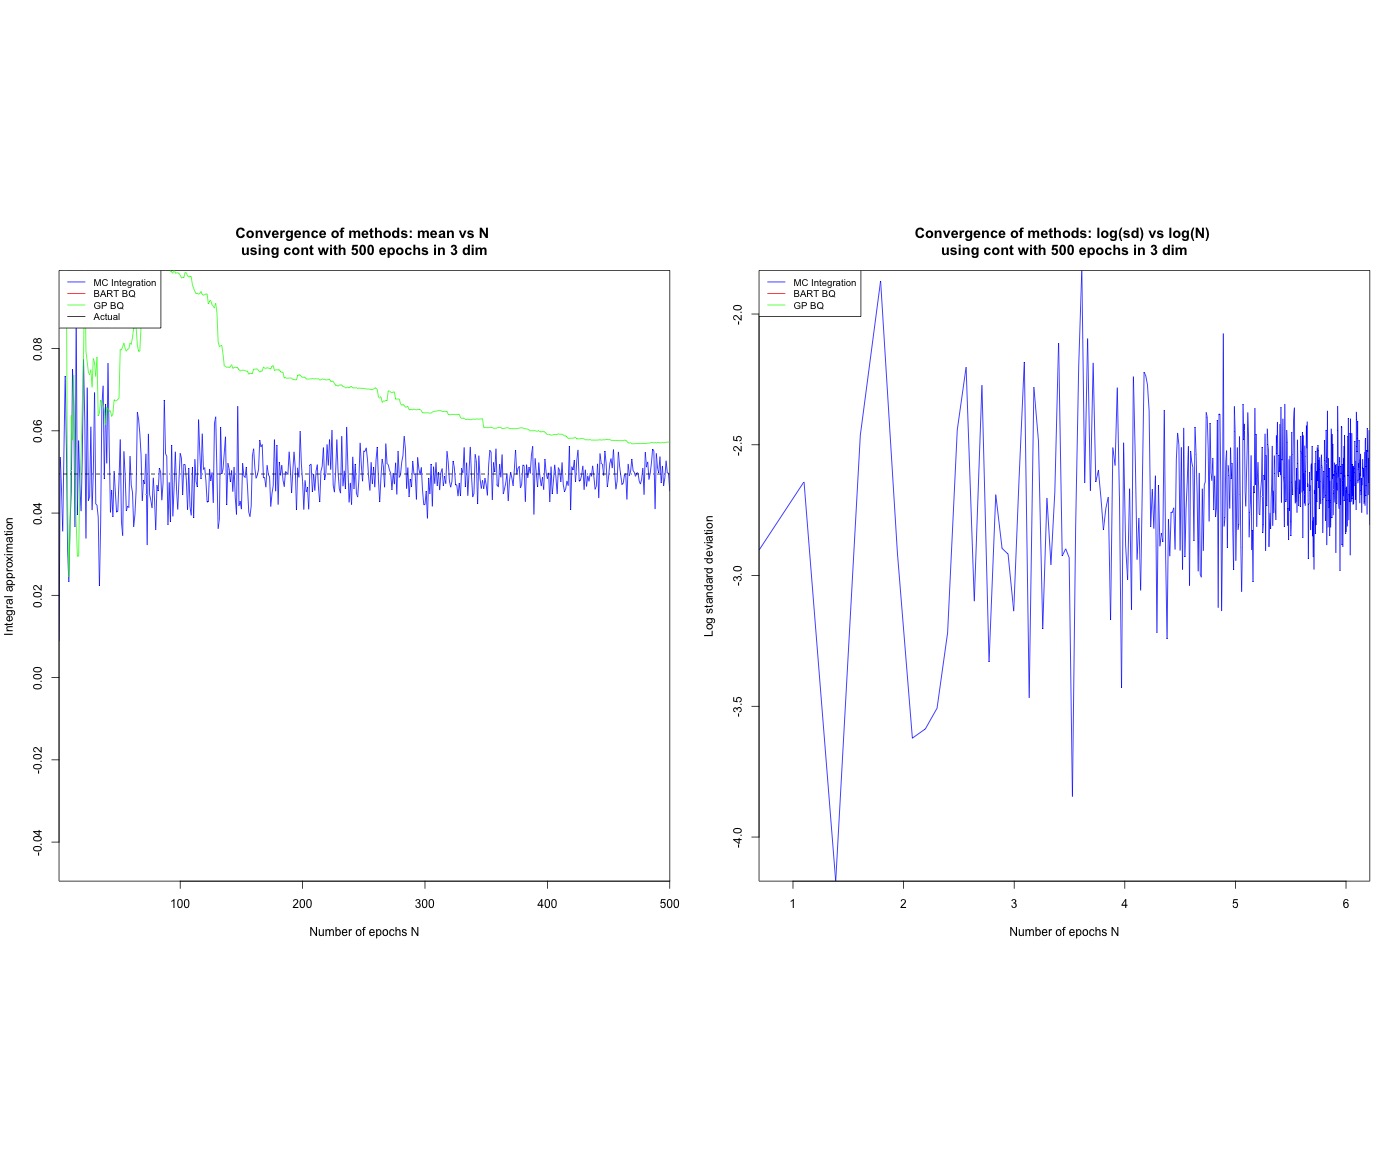 Convergence of methods: mean vs N
using cont with 500 epochs in 3 dim
MC Integration
BART BQ
GP BQ
Actual
Integral approximation
0.08
0.06
0.04
0.02
0.00
-0.02
-0.04
100 200 300 400 500
Number of epochs N
Convergence of methods: log(sd) vs log(N)
using cont with 500 epochs in 3 dim
MC Integration
BART BQ
GP BQ
Log standard deviation
-2.0
-2.5
-3.0
-3.5
-4.0
1 2 3 4 5 6
Number of epochs N